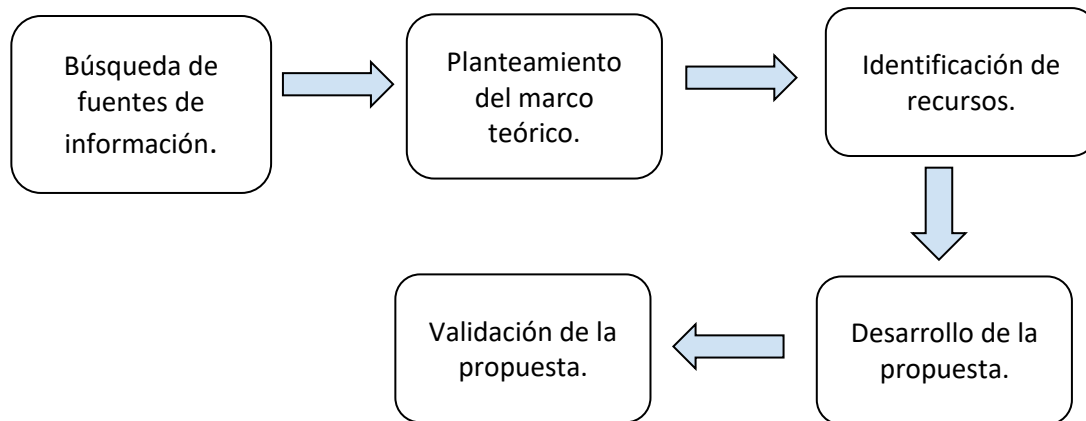 Búsqueda de
fuentes de
información.
Planteamiento
del marco
teórico.
Identificación de
recursos.
Desarrollo de la
propuesta.
Validación de la
propuesta.